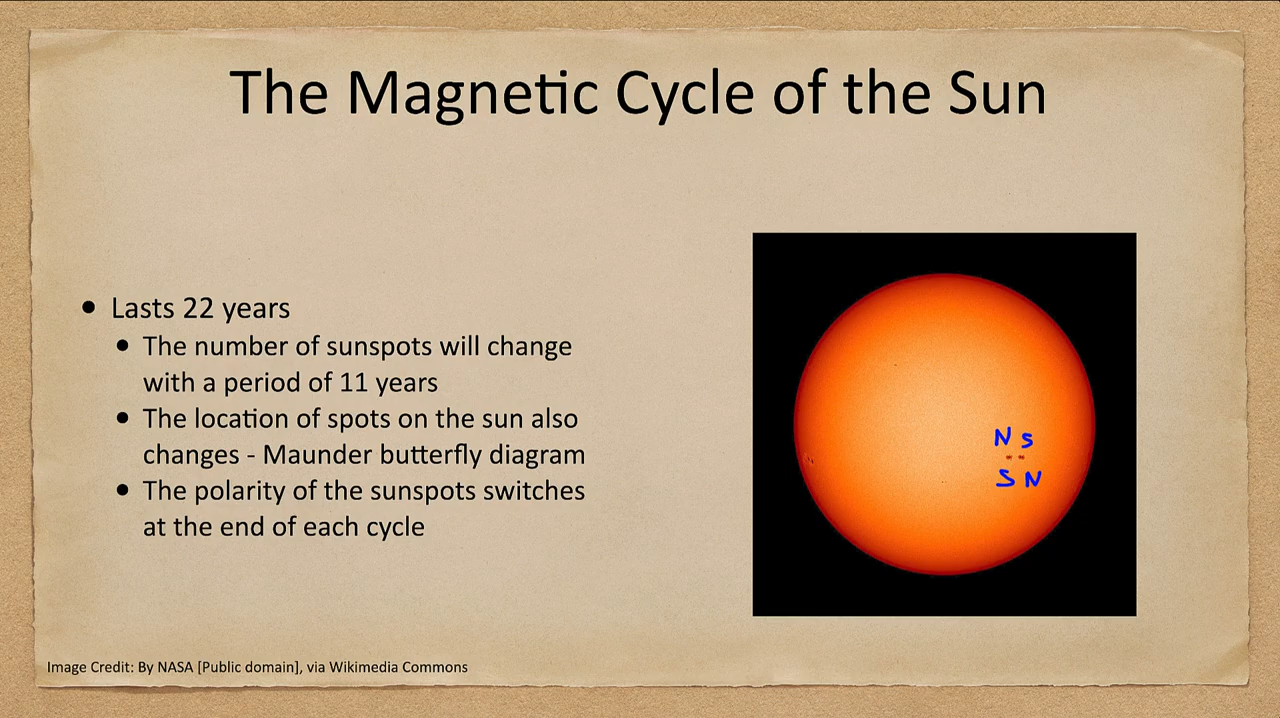 The Magnetic Cycle of the Sun
• Lasts 22 years
• The number of sunspots will change
with a period of 11 years
• The location of spots on the sun also
changes - Maunder butterfly diagram
• The polarity of the sunspots switches
at the end of each cycle
N S
S N
Image Credit: By NASA [Public domain], via Wikimedia Commons